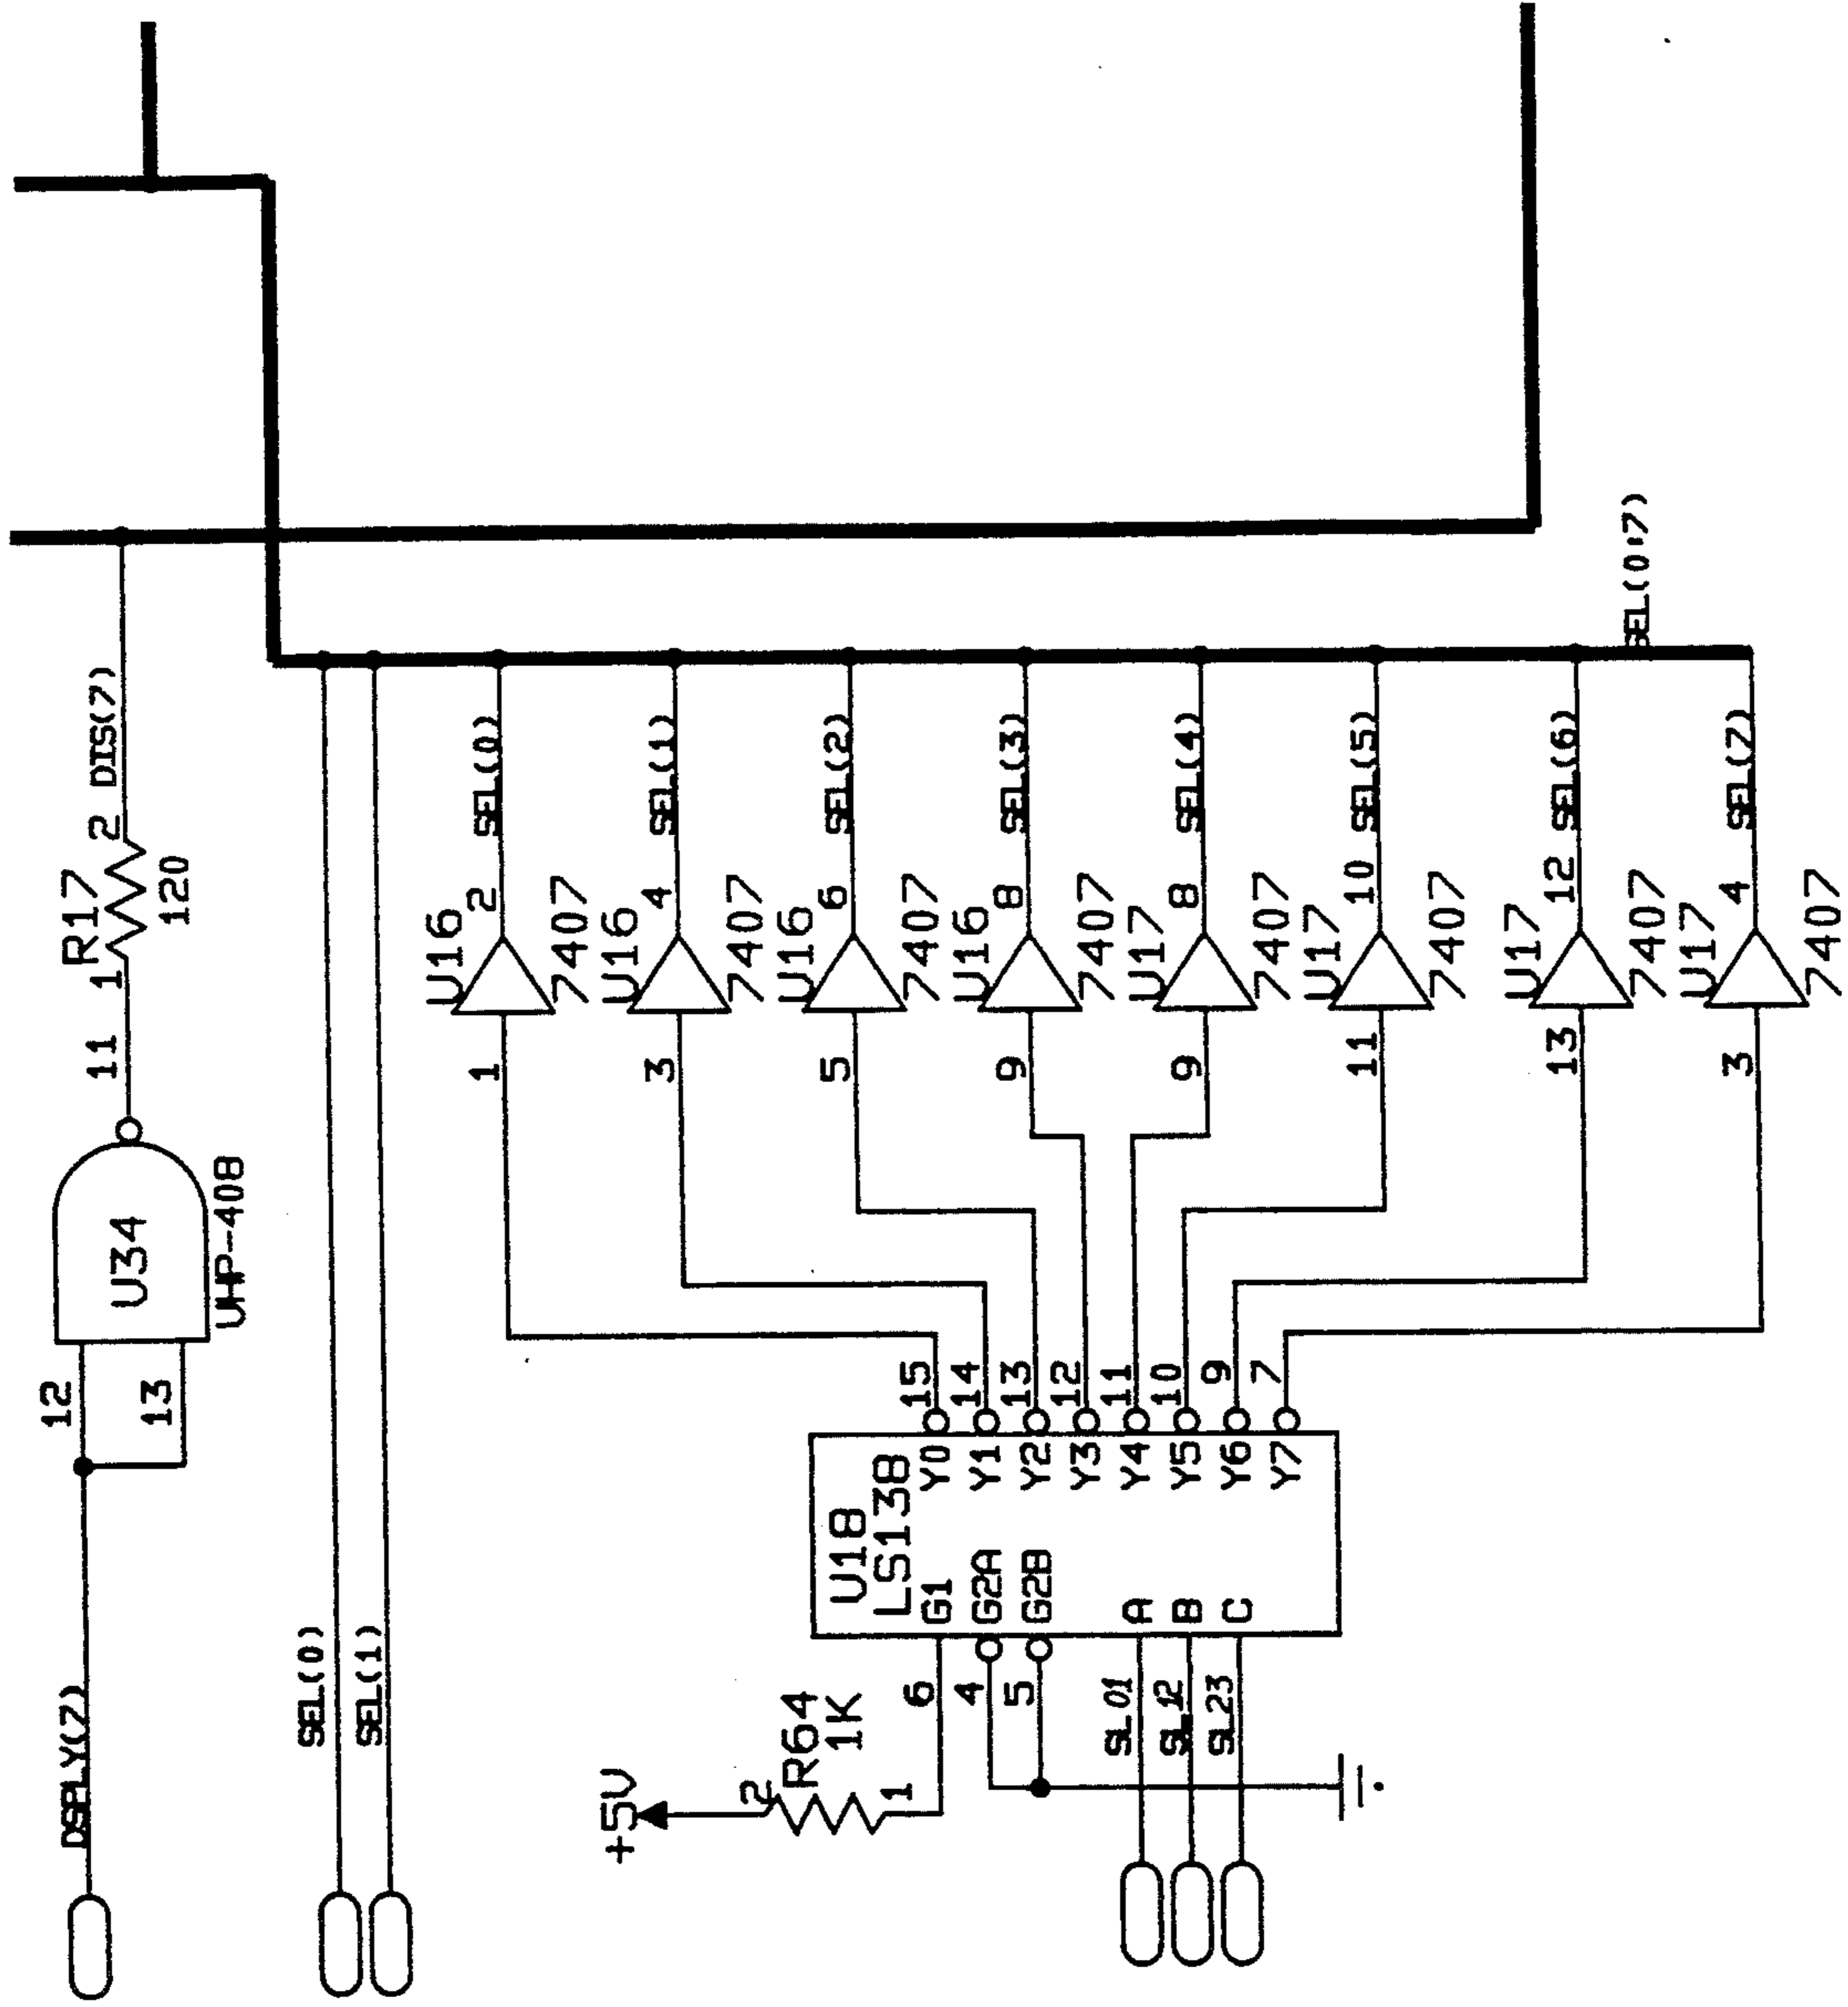 DSPLY(7)
12
13
U34
UHP-408
11
1
R17
120
2
DIS(7)
SEL(0)
SEL(1)
+5V
2
R64
1K
1
6
4
5
SL01
SL12
SL23
U18
LS138
G1
G2A
G2B
A
B
C
Y0
Y1
Y2
Y3
Y4
Y5
Y6
Y7
15
14
13
12
11
10
9
7
1
U16
7407
2
SEL(0)
3
U16
7407
4
SEL(1)
5
U16
7407
6
SEL(2)
9
U16
7407
8
SEL(3)
9
U17
7407
8
SEL(4)
11
U17
7407
10
SEL(5)
13
U17
7407
12
SEL(6)
3
U17
7407
4
SEL(7)
SEL(0:7)